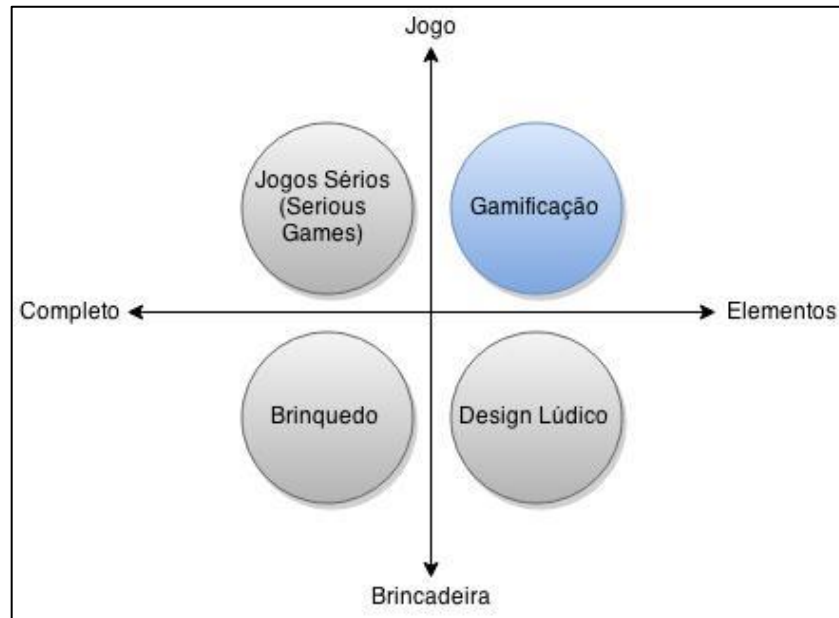 Jogo
Jogos Sérios
(Serious
Games)
Gamificação
Completo
Elementos
Brinquedo
Design Lúdico
Brincadeira